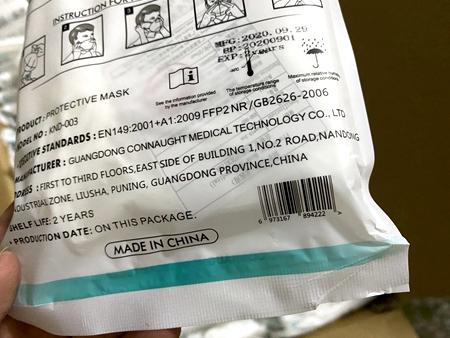 INSTRUCTION FOR
MFG: 2020. 09. 29
BP: 20200901
EXP: 2years
See the information provided
by the manufacturer
The temperature range
of storage conditions
Maximum relative
of storage conditions
PRODUCT: PROTECTIVE MASK
MODEL NO : KND-003
STANDARDS : EN149:2001+A1:2009 FFP2 NR /GB2626-2006
MANUFACTURER : GUANGDONG CONNAUGHT MEDICAL TECHNOLOGY CO., LTD
: FIRST TO THIRD FLOORS,EAST SIDE OF BUILDING 1,NO.2 ROAD,NANDONG
INDUSTRIAL ZONE, LIUSHA, PUNING, GUANGDONG PROVINCE,CHINA
SHELF LIFE: 2 YEARS
PRODUCTION DATE: ON THIS PACKAGE.
MADE IN CHINA
6 973167 894222